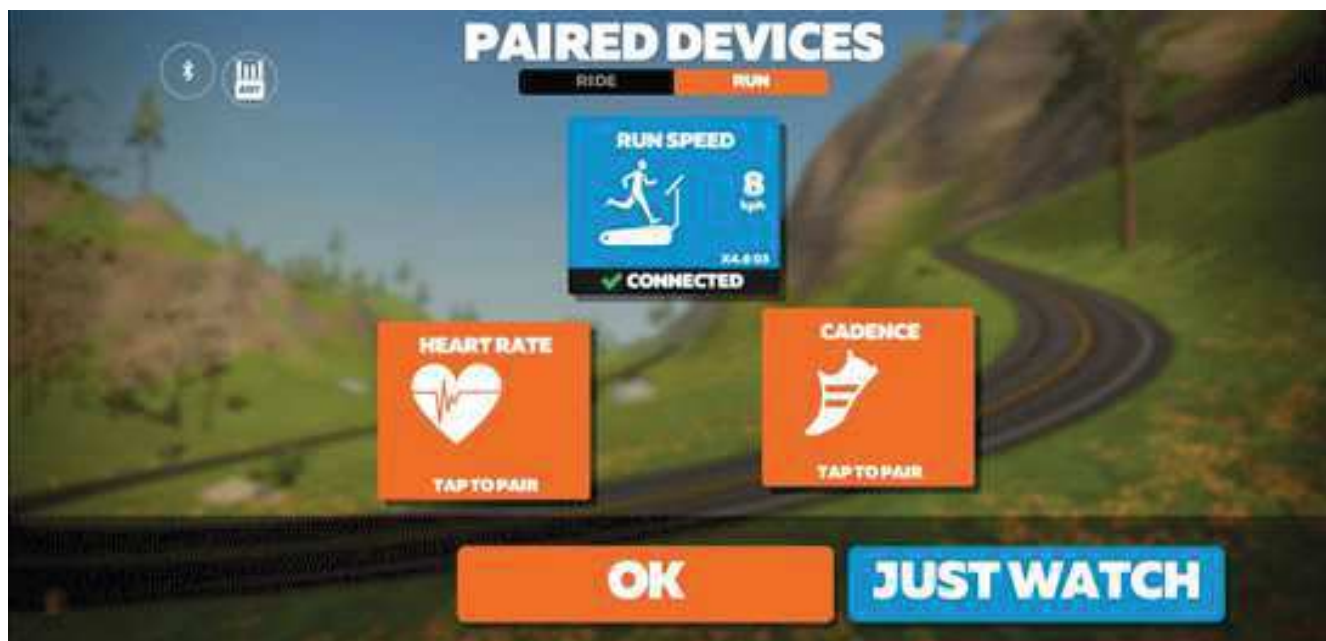 PAIRED DEVICES
RIDE
RUN
RUN SPEED
8
kph
CONNECTED
HEART RATE
TAP TO PAIR
CADENCE
TAP TO PAIR
OK
JUST WATCH